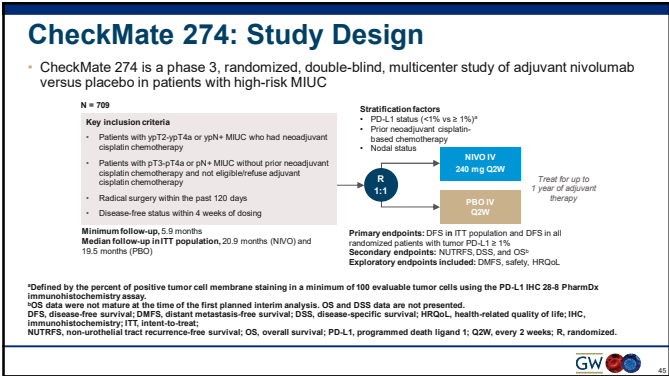 CheckMate 274: Study Design
• CheckMate 274 is a phase 3, randomized, double-blind, multicenter study of adjuvant nivolumab
versus placebo in patients with high-risk MIUC
N = 709
Key inclusion criteria
• Patients with ypT2-ypT4a or ypN+ MIUC who had neoadjuvant
cisplatin chemotherapy
• Patients with pT3-pT4a or pN+ MIUC without prior neoadjuvant
cisplatin chemotherapy and not eligible/refuse adjuvant
cisplatin chemotherapy
• Radical surgery within the past 120 days
• Disease-free status within 4 weeks of dosing
Minimum follow-up, 5.9 months
Median follow-up in ITT population, 20.9 months (NIVO) and
19.5 months (PBO)
Stratification factors
• PD-L1 status (<1% vs ≥ 1%)ᵃ
• Prior neoadjuvant cisplatin-
based chemotherapy
• Nodal status
R
1:1
NIVO IV
240 mg Q2W
PBO IV
Q2W
Treat for up to
1 year of adjuvant
therapy
Primary endpoints: DFS in ITT population and DFS in all
randomized patients with tumor PD-L1 ≥ 1%
Secondary endpoints: NUTRFS, DSS, and OSᵇ
Exploratory endpoints included: DMFS, safety, HRQoL
ᵃDefined by the percent of positive tumor cell membrane staining in a minimum of 100 evaluable tumor cells using the PD-L1 IHC 28-8 PharmDx
immunohistochemistry assay.
ᵇOS data were not mature at the time of the first planned interim analysis. OS and DSS data are not presented.
DFS, disease-free survival; DMFS, distant metastasis-free survival; DSS, disease-specific survival; HRQoL, health-related quality of life; IHC,
immunohistochemistry; ITT, intent-to-treat;
NUTRFS, non-urothelial tract recurrence-free survival; OS, overall survival; PD-L1, programmed death ligand 1; Q2W, every 2 weeks; R, randomized.
GW
45